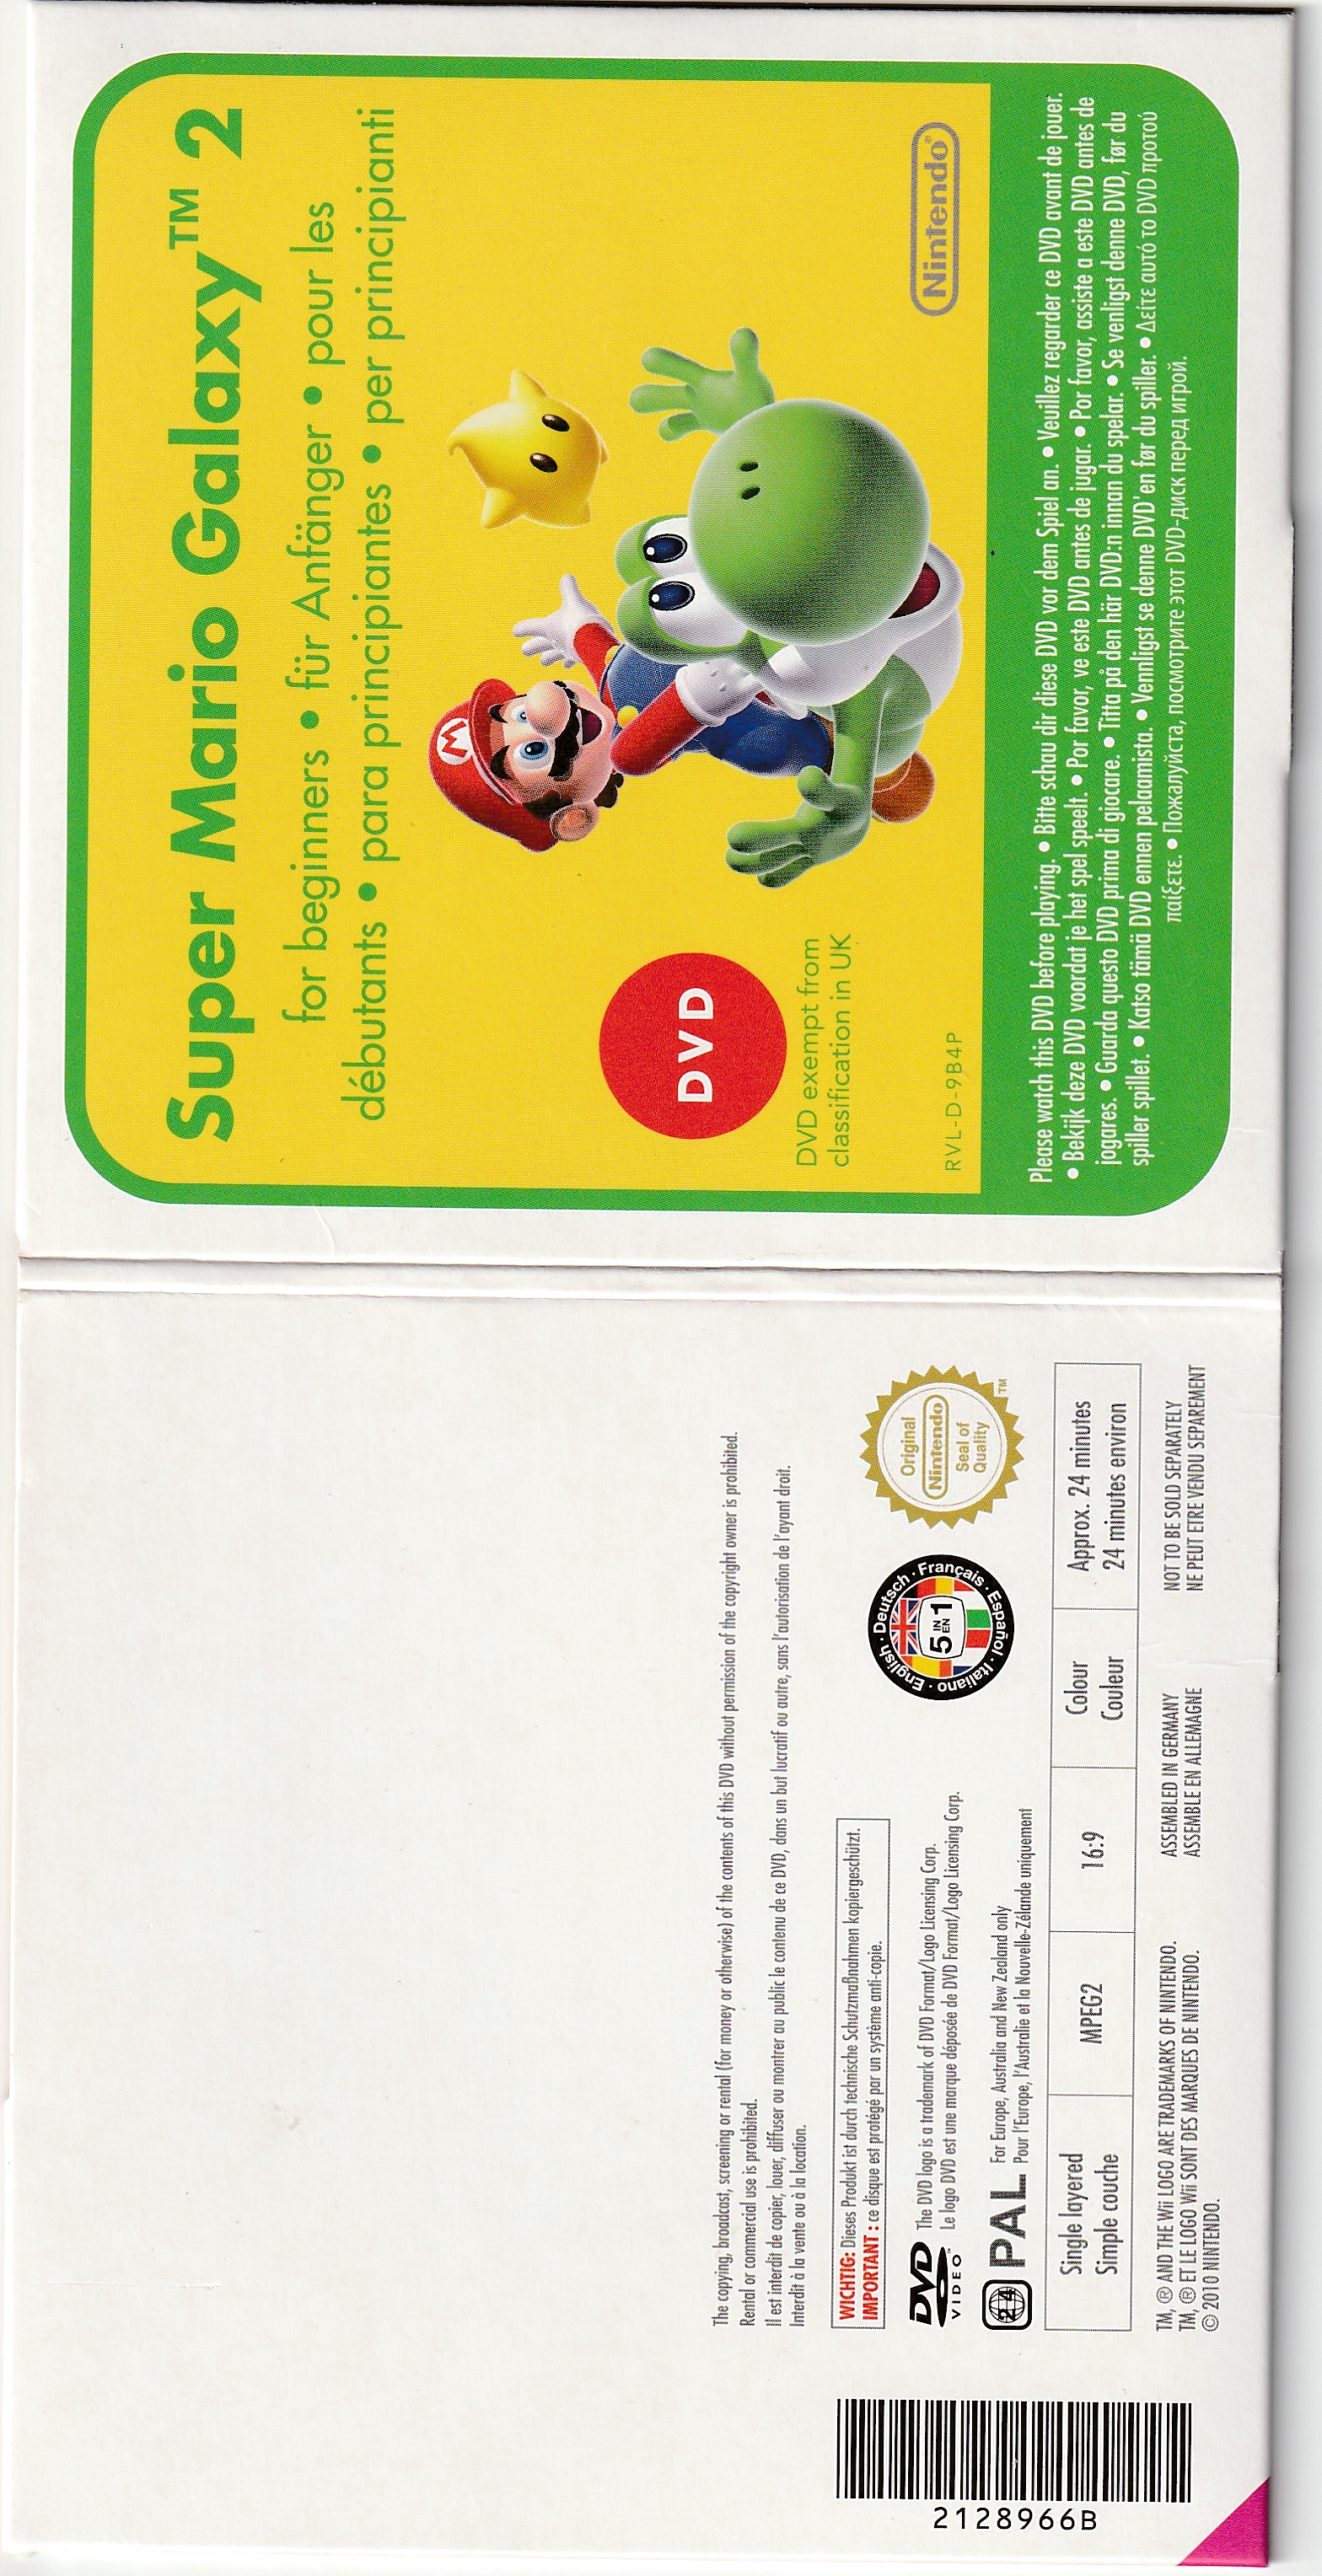 Super Mario Galaxy™ 2
for beginners • für Anfänger • pour les
débutants • para principiantes • per principianti
M
DVD
DVD exempt from
classification in UK
RVL-D-9B4P
Nintendo®
Please watch this DVD before playing. • Bitte schau dir diese DVD vor dem Spiel an. • Veuillez regarder ce DVD avant de jouer.
• Bekijk deze DVD voordat je het spel speelt. • Por favor, ve este DVD antes de jugar. • Por favor, assiste a este DVD antes de
jogares. • Guarda questo DVD prima di giocare. • Titta på den här DVD:n innan du spelar. • Se venligst denne DVD, før du
spiller spillet. • Katso tämä DVD ennen pelaamista. • Vennligst se denne DVD'en før du spiller. • Δείτε αυτό το DVD προτού
παίξετε. • Пожалуйста, посмотрите этот DVD-диск перед игрой.
The copying, broadcast, screening or rental (for money or otherwise) of the contents of this DVD without permission of the copyright owner is prohibited.
Rental or commercial use is prohibited.
Il est interdit de copier, louer, diffuser ou montrer au public le contenu de ce DVD, dans un but lucratif ou autre, sans l'autorisation de l'ayant droit.
Interdit à la vente ou à la location.
WICHTIG: Dieses Produkt ist durch technische Schutzmaßnahmen kopiergeschützt.
IMPORTANT : ce disque est protégé par un système anti-copie.
DVD VIDEO
The DVD logo is a trademark of DVD Format/Logo Licensing Corp.
Le logo DVD est une marque déposée de DVD Format/Logo Licensing Corp.
2 4
PAL
For Europe, Australia and New Zealand only
Pour l'Europe, l'Australie et la Nouvelle-Zélande uniquement
English · Deutsch · Français · Español · Italiano ·
5 IN EN 1
Original
Nintendo
Seal of
Quality
TM
Single layered
Simple couche
MPEG2
16:9
Colour
Couleur
Approx. 24 minutes
24 minutes environ
TM, ® AND THE Wii LOGO ARE TRADEMARKS OF NINTENDO.
TM, ® ET LE LOGO Wii SONT DES MARQUES DE NINTENDO.
© 2010 NINTENDO.
ASSEMBLED IN GERMANY
ASSEMBLE EN ALLEMAGNE
NOT TO BE SOLD SEPARATELY
NE PEUT ETRE VENDU SEPAREMENT
2128966B